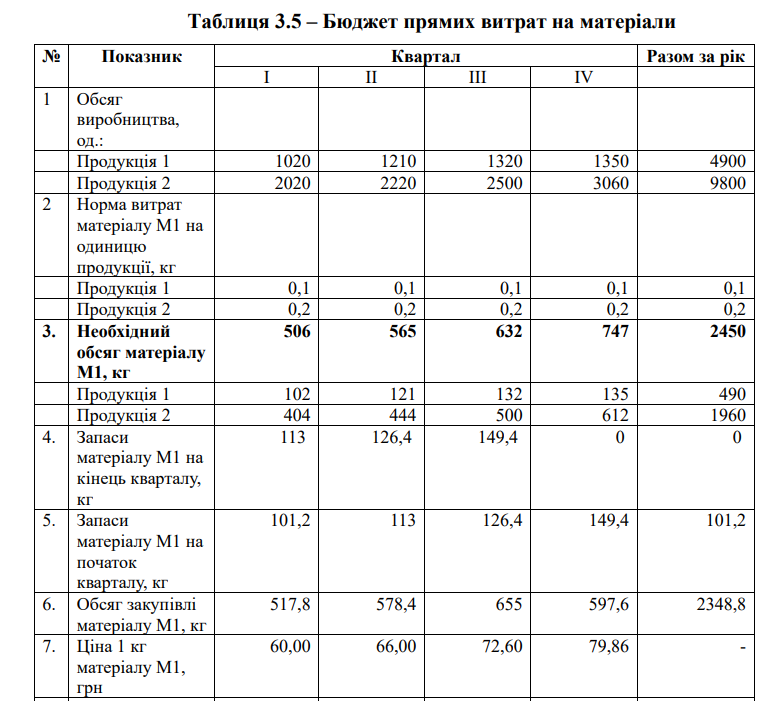 Таблиця 3.5 – Бюджет прямих витрат на матеріали
№ Показник Квартал Разом за рік
I II III IV
1 Обсяг
виробництва,
од.:
Продукція 1 1020 1210 1320 1350 4900
Продукція 2 2020 2220 2500 3060 9800
2 Норма витрат
матеріалу М1 на
одиницю
продукції, кг
Продукція 1 0,1 0,1 0,1 0,1 0,1
Продукція 2 0,2 0,2 0,2 0,2 0,2
3. Необхідний 506 565 632 747 2450
обсяг матеріалу
М1, кг
Продукція 1 102 121 132 135 490
Продукція 2 404 444 500 612 1960
4. Запаси 113 126,4 149,4 0 0
матеріалу М1 на
кінець кварталу,
кг
5. Запаси 101,2 113 126,4 149,4 101,2
матеріалу М1 на
початок
кварталу, кг
6. Обсяг закупівлі 517,8 578,4 655 597,6 2348,8
матеріалу М1, кг
7. Ціна 1 кг 60,00 66,00 72,60 79,86 -
матеріалу М1,
грн